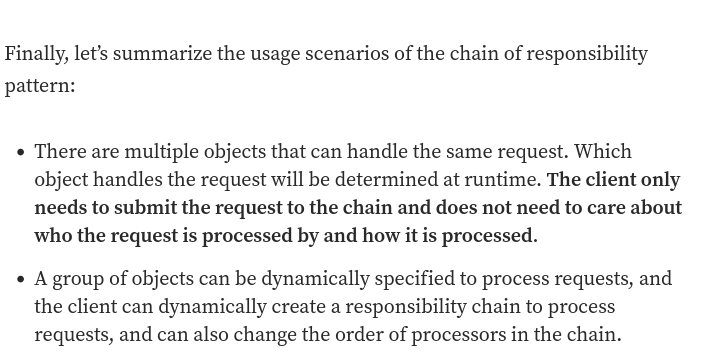 Finally, let’s summarize the usage scenarios of the chain of responsibility
pattern:
• There are multiple objects that can handle the same request. Which
object handles the request will be determined at runtime. The client only
needs to submit the request to the chain and does not need to care about
who the request is processed by and how it is processed.
• A group of objects can be dynamically specified to process requests, and
the client can dynamically create a responsibility chain to process
requests, and can also change the order of processors in the chain.